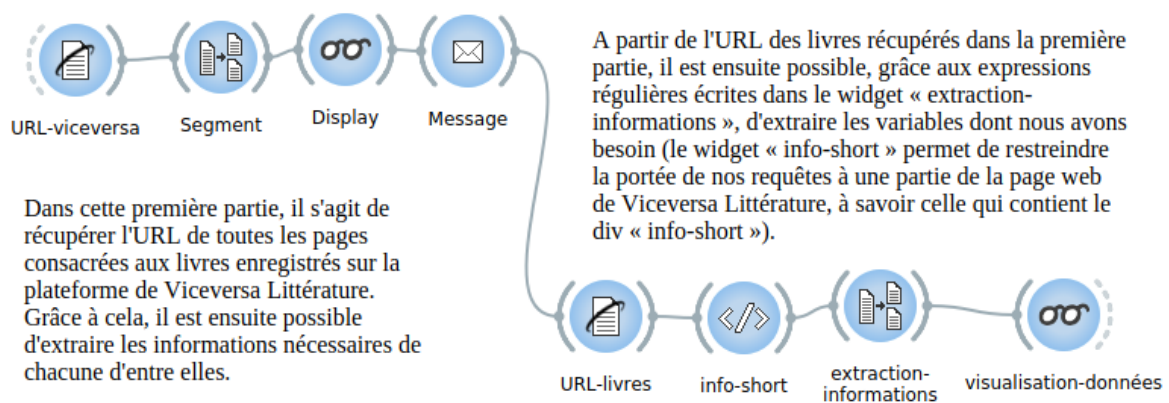 URL-viceversa
Segment
Display
Message
A partir de l'URL des livres récupérés dans la première
partie, il est ensuite possible, grâce aux expressions
régulières écrites dans le widget « extraction-
informations », d'extraire les variables dont nous avons
besoin (le widget « info-short » permet de restreindre
la portée de nos requêtes à une partie de la page web
de Viceversa Littérature, à savoir celle qui contient le
div « info-short »).
Dans cette première partie, il s'agit de
récupérer l'URL de toutes les pages
consacrées aux livres enregistrés sur la
plateforme de Viceversa Littérature.
Grâce à cela, il est ensuite possible
d'extraire les informations nécessaires de
chacune d'entre elles.
URL-livres
info-short
extraction-
informations
visualisation-données